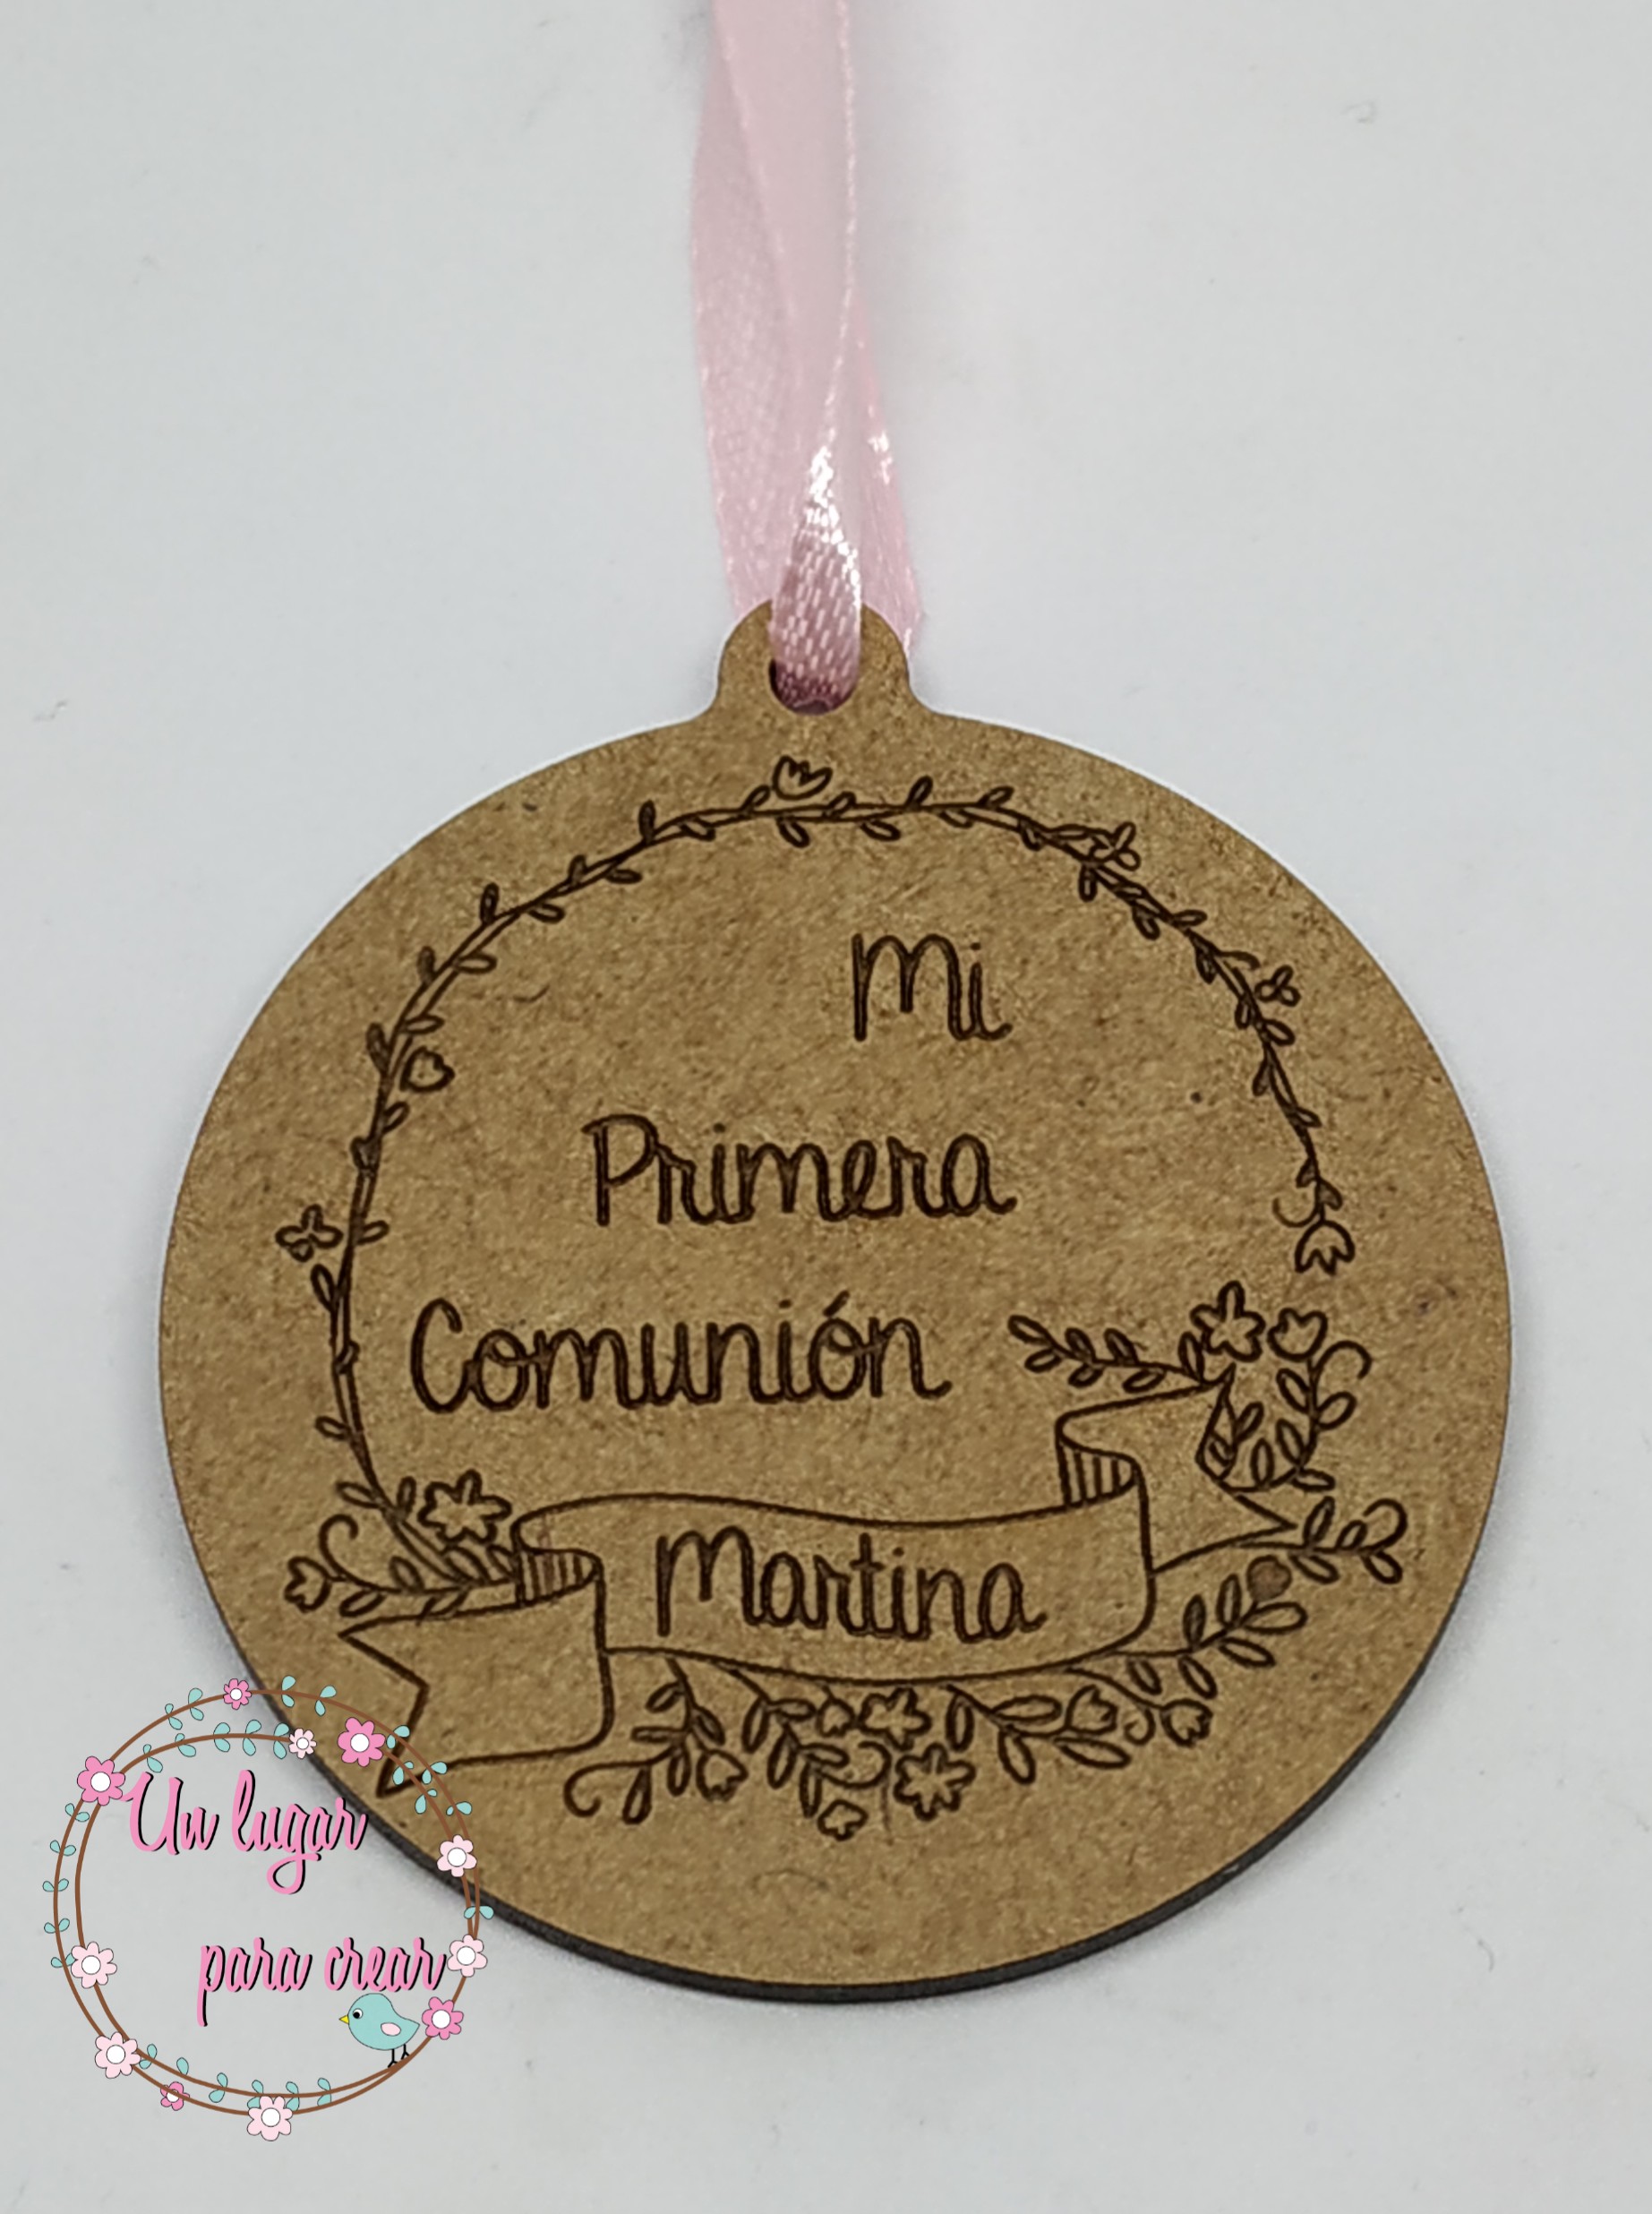 Mi
Primera
Comunión
Martina
Un lugar
para crear